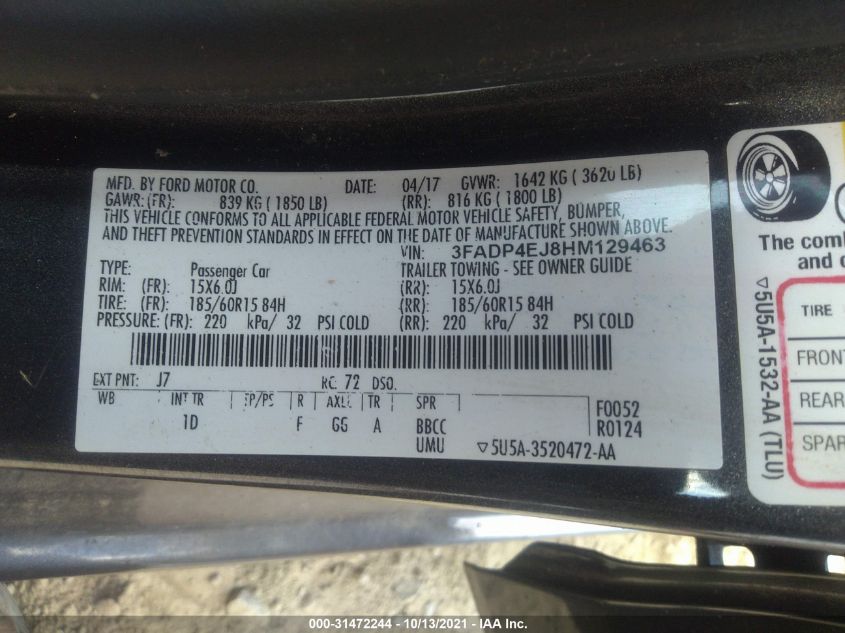 MFD. BY FORD MOTOR CO. DATE: 04/17 GVWR: 1642 KG ( 3620 LB)
GAWR: (FR): 839 KG ( 1850 LB) (RR): 816 KG ( 1800 LB)
THIS VEHICLE CONFORMS TO ALL APPLICABLE FEDERAL MOTOR VEHICLE SAFETY, BUMPER,
AND THEFT PREVENTION STANDARDS IN EFFECT ON THE DATE OF MANUFACTURE SHOWN ABOVE.
VIN: 3FADP4EJ8HM129463
TYPE: Passenger Car TRAILER TOWING - SEE OWNER GUIDE
RIM: (FR): 15X6.0J (RR): 15X6.0J
TIRE: (FR): 185/60R15 84H (RR): 185/60R15 84H
PRESSURE: (FR): 220 kPa/ 32 PSI COLD (RR): 220 kPa/ 32 PSI COLD
EXT PNT: J7 RC: 72 DSO:
WB INT TR TP/PS R AXLE TR SPR
1D F GG A BBCC
UMU
F0052
R0124
▽5U5A-3520472-AA
The comb
and c
▽5U5A-1532-AA (TLU)
TIRE
FRONT
REAR
SPAR
000-31472244 - 10/13/2021 - IAA Inc.